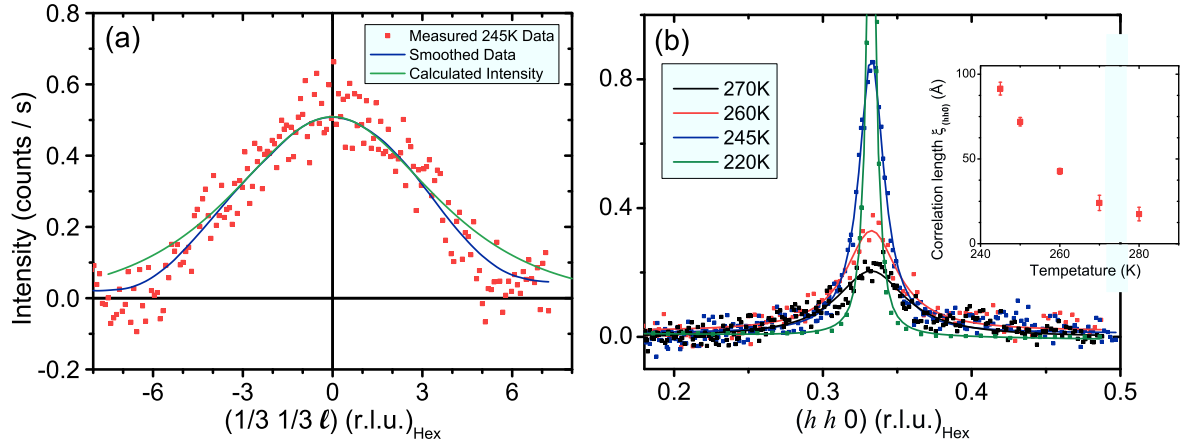 (a)
Measured 245K Data
Smoothed Data
Calculated Intensity
0.8
0.6
0.4
0.2
0.0
-0.2
Intensity (counts / s)
-6 -3 0 3 6
(1/3 1/3 ℓ) (r.l.u.)Hex
(b)
270K
260K
245K
220K
0.8
0.4
0.0
0.2 0.3 0.4 0.5
(h h 0) (r.l.u.)Hex
100
50
0
Correlation length ξ(hh0) (Å)
240 260 280
Tempetature (K)